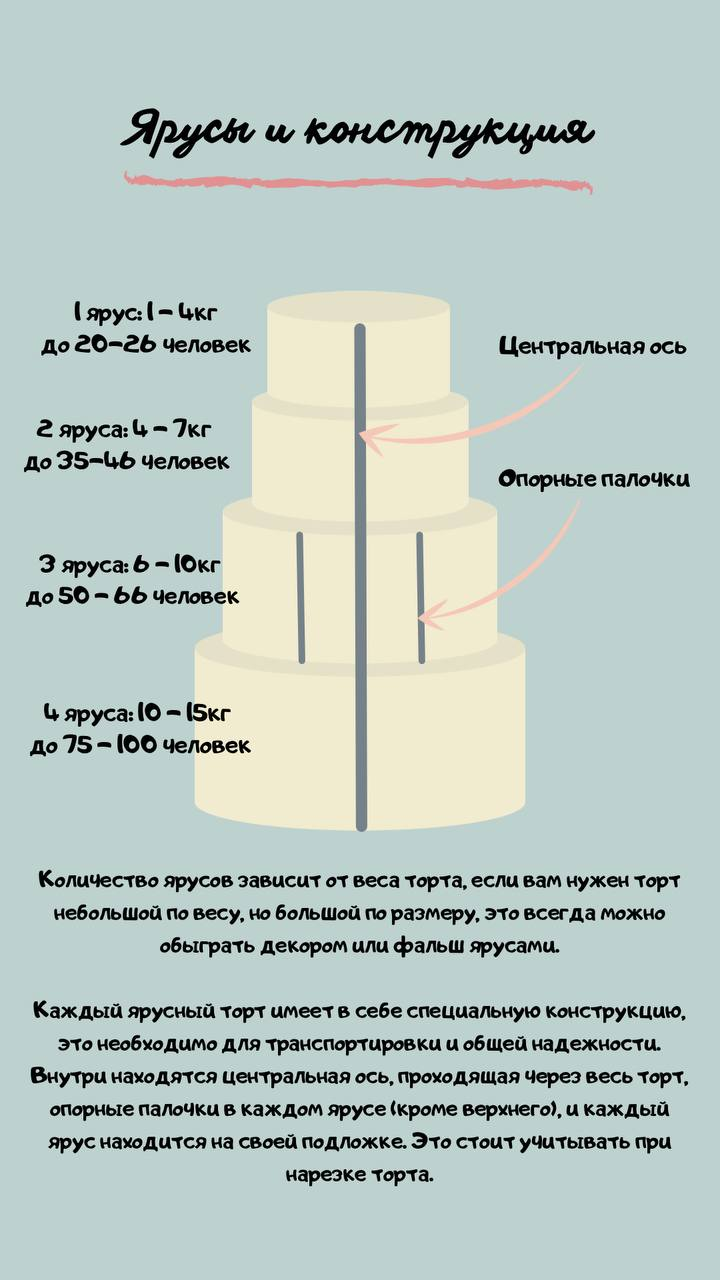 Ярусы и конструкция
1 ярус: 1 - 4кг
до 20-26 человек
Центральная ось
2 яруса: 4 - 7кг
до 35-46 человек
Опорные палочки
3 яруса: 6 - 10кг
до 50 - 66 человек
4 яруса: 10 - 15кг
до 75 - 100 человек
Количество ярусов зависит от веса торта, если вам нужен торт
небольшой по весу, но большой по размеру, это всегда можно
обыграть декором или фальш ярусами.
Каждый ярусный торт имеет в себе специальную конструкцию,
это необходимо для транспортировки и общей надежности.
Внутри находятся центральная ось, проходящая через весь торт,
опорные палочки в каждом ярусе (кроме верхнего), и каждый
ярус находится на своей подложке. Это стоит учитывать при
нарезке торта.